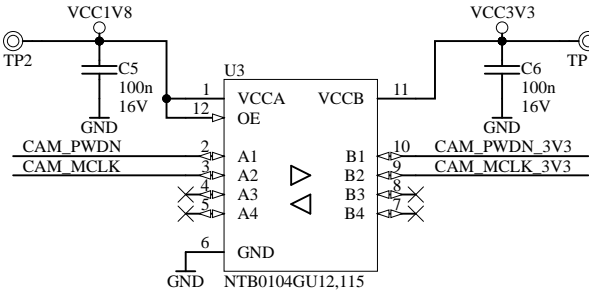 VCC1V8 VCC3V3
TP2 C5 U3 C6 TP
100n 100n
16V 16V
1 VCCA VCCB 11
12 OE
GND GND
CAM_PWDN 2 A1 B1 10 CAM_PWDN_3V3
CAM_MCLK 3 A2 B2 9 CAM_MCLK_3V3
4 A3 B3 8
5 A4 B4 7
6 GND
GND NTB0104GU12,115